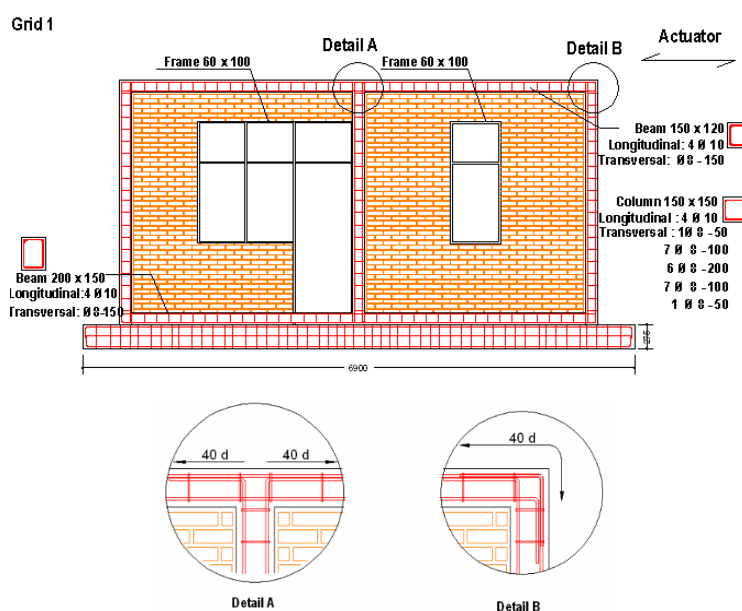 Grid 1
Detail A
Detail B
Actuator
Frame 60 x 100
Frame 60 x 100
Beam 150 x 120
Longitudinal: 4 Ø 10
Transversal: Ø 8 - 150
Column 150 x 150
Longitudinal : 4 Ø 10
Transversal : 1Ø 8 -50
7 Ø 8 -100
6 Ø 8 -200
7 Ø 8 -100
1 Ø 8 -50
Beam 200 x 150
Longitudinal:4 Ø 10
Transversal: Ø 8-150
275
6900
40 d
40 d
40 d
Detail A
Detail B